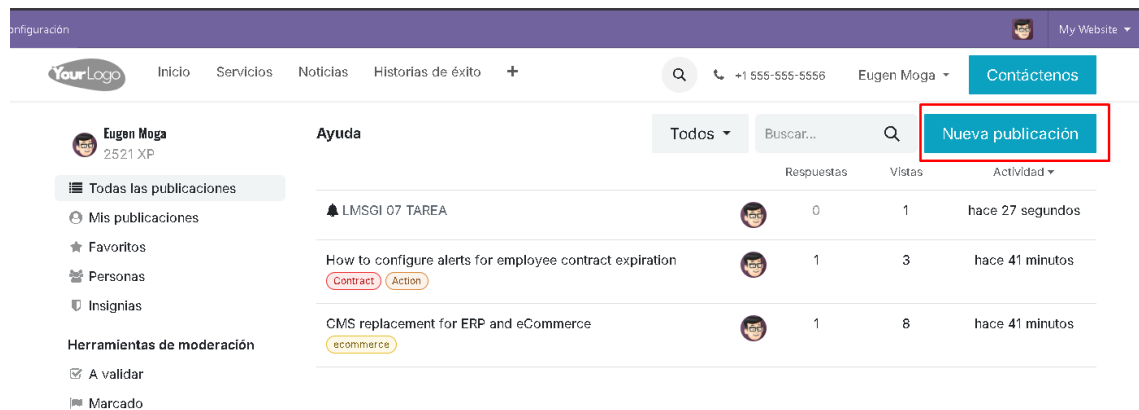 onfiguración
My Website
YourLogo Inicio Servicios Noticias Historias de éxito + +1 555-555-5556 Eugen Moga Contáctenos
Eugen Moga
2521 XP
Todas las publicaciones
Mis publicaciones
Favoritos
Personas
Insignias
Herramientas de moderación
A validar
Marcado
Ayuda Todos Buscar... Nueva publicación
Respuestas Vistas Actividad
LMSGI 07 TAREA 0 1 hace 27 segundos
How to configure alerts for employee contract expiration 1 3 hace 41 minutos
Contract Action
CMS replacement for ERP and eCommerce 1 8 hace 41 minutos
ecommerce